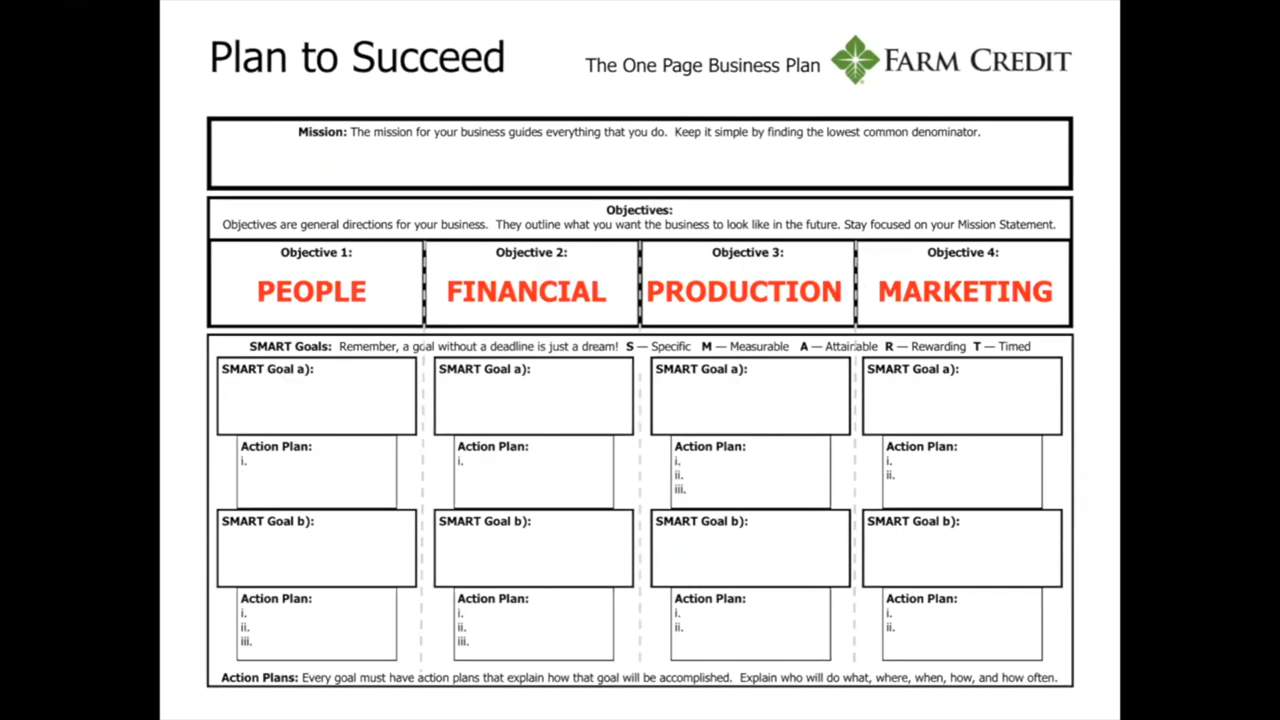 Plan to Succeed
The One Page Business Plan
FARM CREDIT
Mission: The mission for your business guides everything that you do. Keep it simple by finding the lowest common denominator.
Objectives:
Objectives are general directions for your business. They outline what you want the business to look like in the future. Stay focused on your Mission Statement.
Objective 1:
PEOPLE
Objective 2:
FINANCIAL
Objective 3:
PRODUCTION
Objective 4:
MARKETING
SMART Goals: Remember, a goal without a deadline is just a dream! S — Specific M — Measurable A — Attainable R — Rewarding T — Timed
SMART Goal a):
SMART Goal a):
SMART Goal a):
SMART Goal a):
Action Plan:
i.
Action Plan:
i.
Action Plan:
i.
ii.
iii.
Action Plan:
i.
ii.
SMART Goal b):
SMART Goal b):
SMART Goal b):
SMART Goal b):
Action Plan:
i.
ii.
iii.
Action Plan:
i.
ii.
iii.
Action Plan:
i.
ii.
Action Plan:
i.
ii.
Action Plans: Every goal must have action plans that explain how that goal will be accomplished. Explain who will do what, where, when, how, and how often.